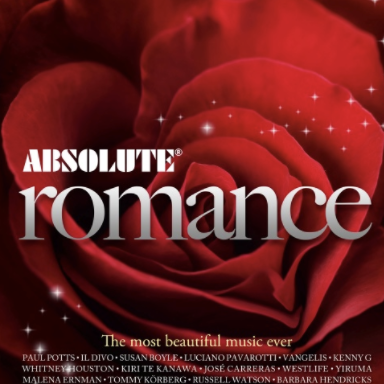 ABSOLUTE®
romance
The most beautiful music ever
PAUL POTTS • IL DIVO • SUSAN BOYLE • LUCIANO PAVAROTTI • VANGELIS • KENNY G
WHITNEY HOUSTON • KIRI TE KANAWA • JOSÉ CARRERAS • WESTLIFE • YIRUMA
MALENA ERNMAN • TOMMY KÖRBERG • RUSSELL WATSON • BARBARA HENDRICKS